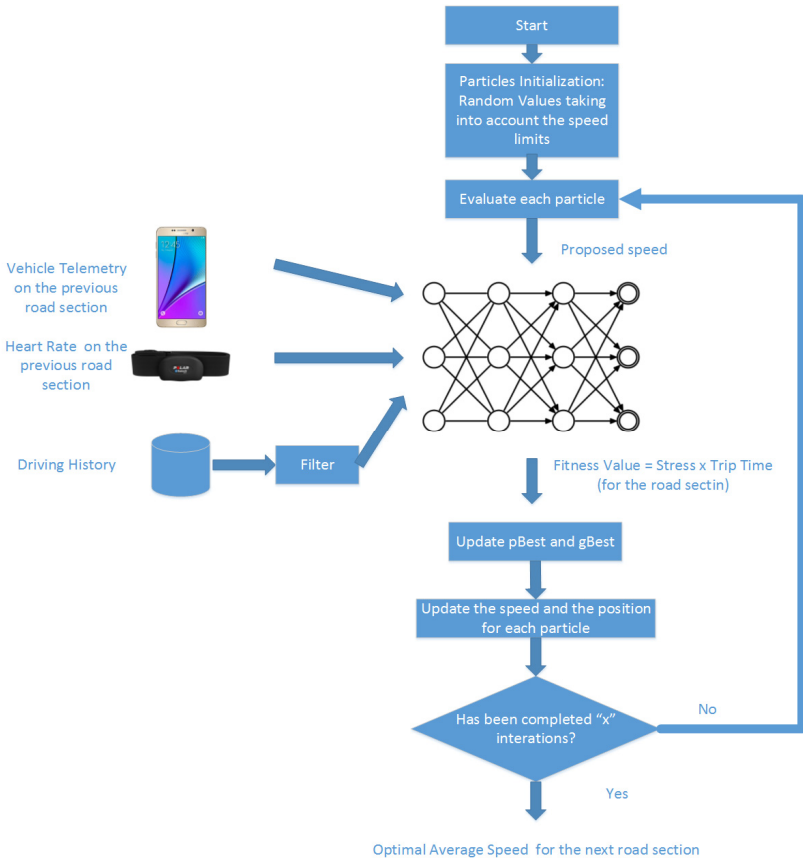 Start
Particles Initialization:
Random Values taking
into account the speed
limits
Evaluate each particle
Proposed speed
12:45
Vehicle Telemetry
on the previous
road section
Heart Rate on the
previous road
section
POLAR
Driving History
Filter
Fitness Value = Stress x Trip Time
(for the road sectin)
Update pBest and gBest
Update the speed and the position
for each particle
Has been completed “x”
interations?
No
Yes
Optimal Average Speed for the next road section